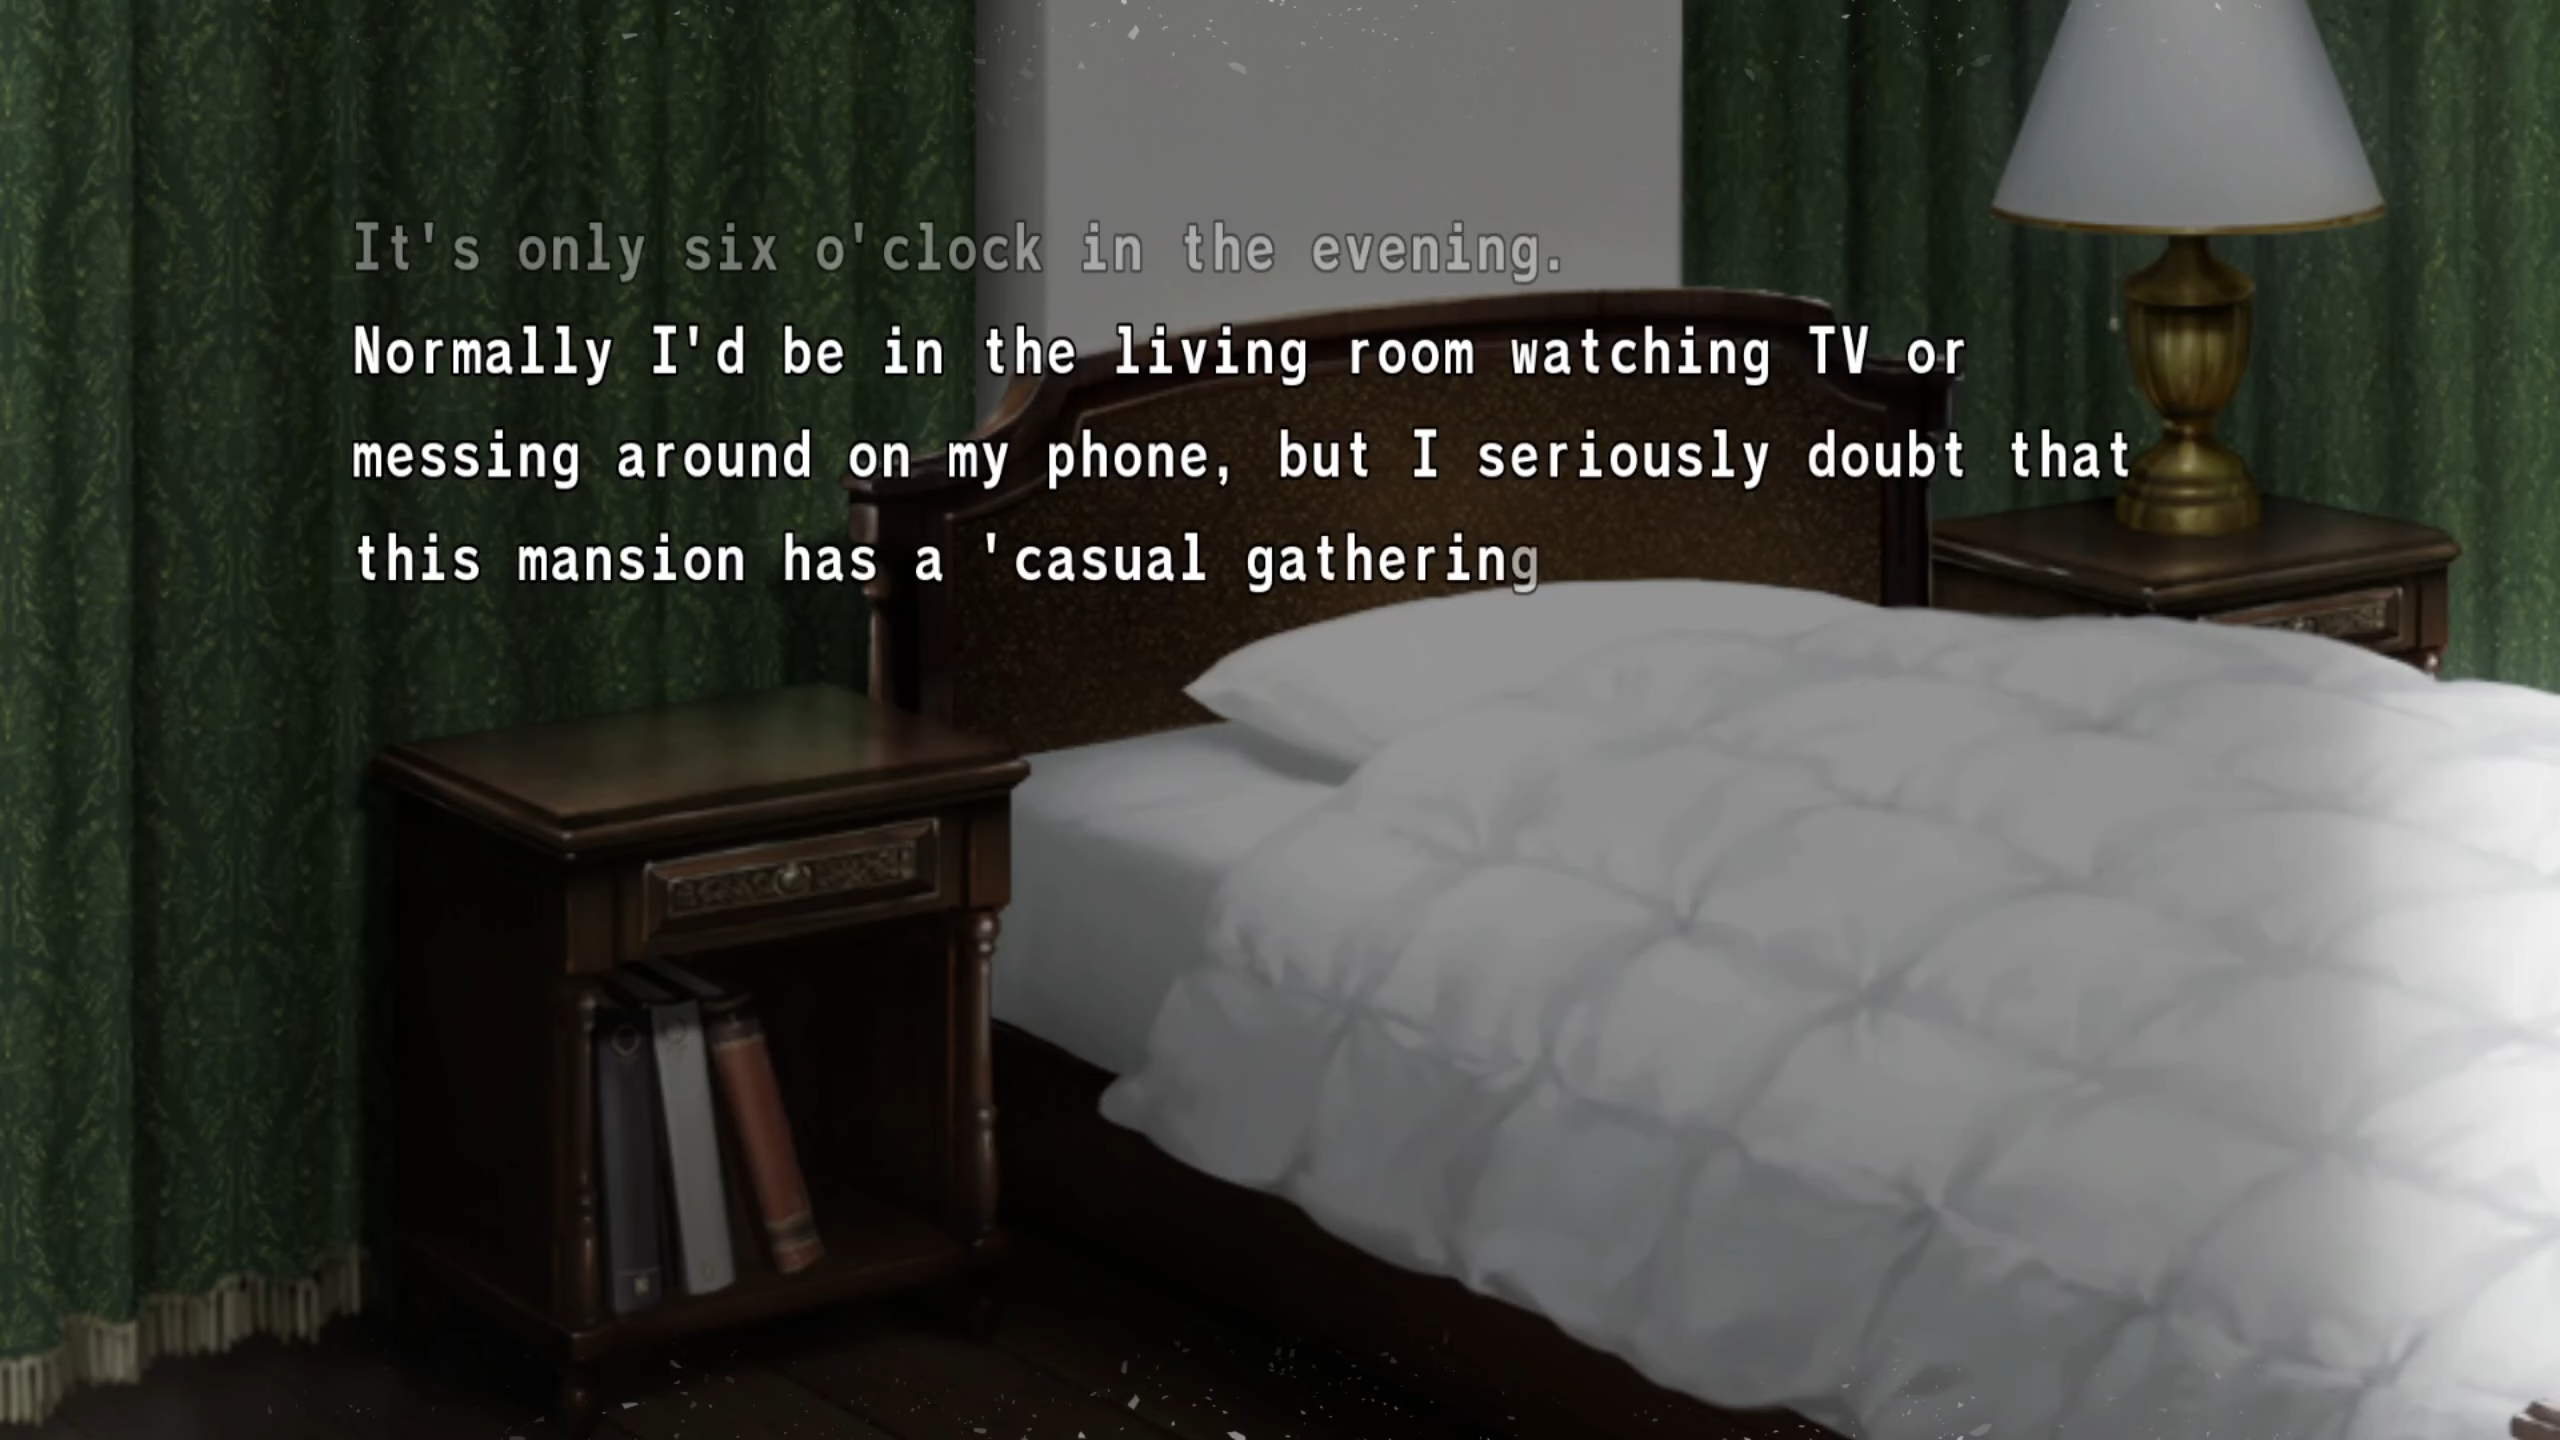 It's only six o'clock in the evening.
Normally I'd be in the living room watching TV or
messing around on my phone, but I seriously doubt that
this mansion has a 'casual gathering